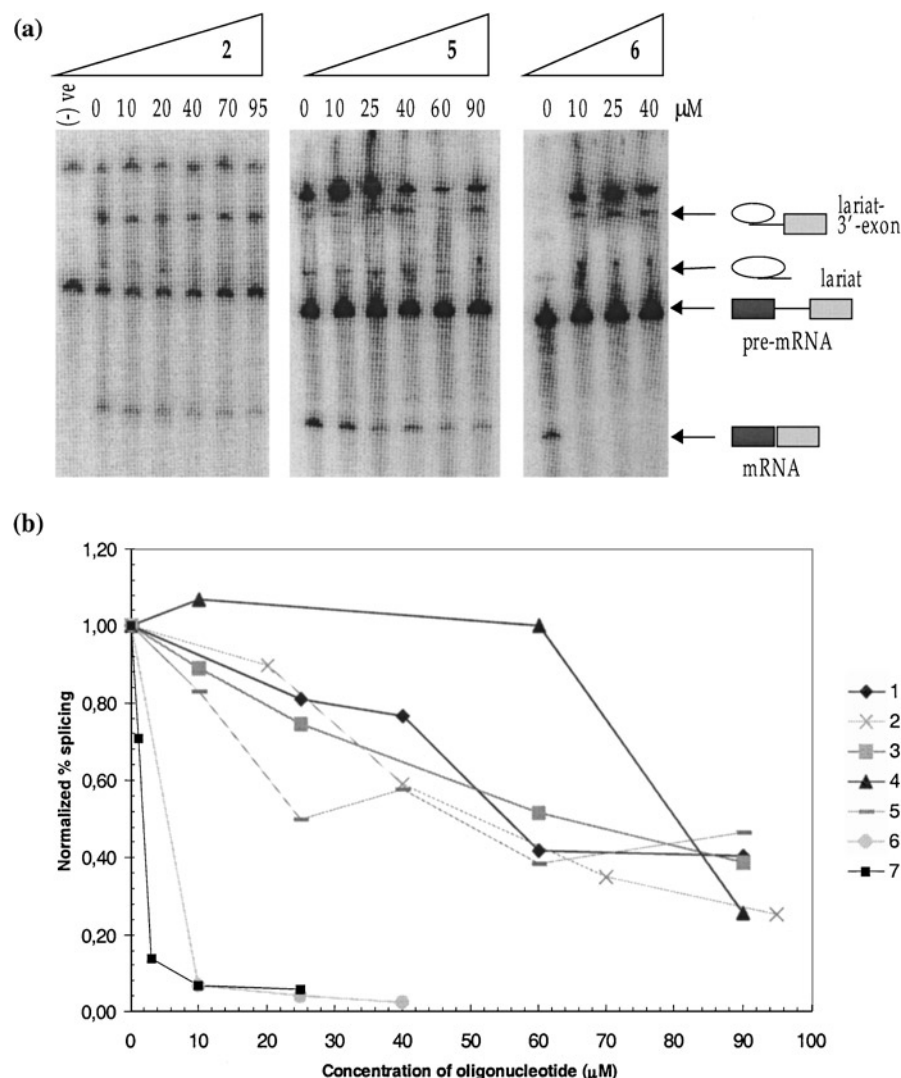 (a)
2
5
6
(-) ve 0 10 20 40 70 95
0 10 25 40 60 90
0 10 25 40 μM
lariat-
3'-exon
lariat
pre-mRNA
mRNA
(b)
Normalized % splicing
1,20
1,00
0,80
0,60
0,40
0,20
0,00
0 10 20 30 40 50 60 70 80 90 100
Concentration of oligonucleotide (μM)
1
2
3
4
5
6
7